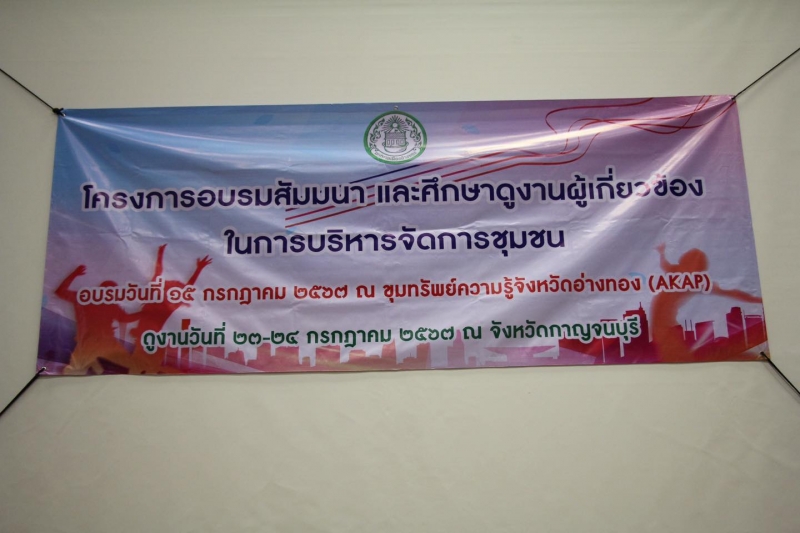 โครงการอบรมสัมมนา และศึกษาดูงานผู้เกี่ยวข้อง
ในการบริหารจัดการชุมชน
อบรมวันที่ ๑๕ กรกฎาคม ๒๕๖๗ ณ ขุมทรัพย์ความรู้จังหวัดอ่างทอง (AKAP)
ดูงานวันที่ ๒๓-๒๔ กรกฎาคม ๒๕๖๗ ณ จังหวัดกาญจนบุรี